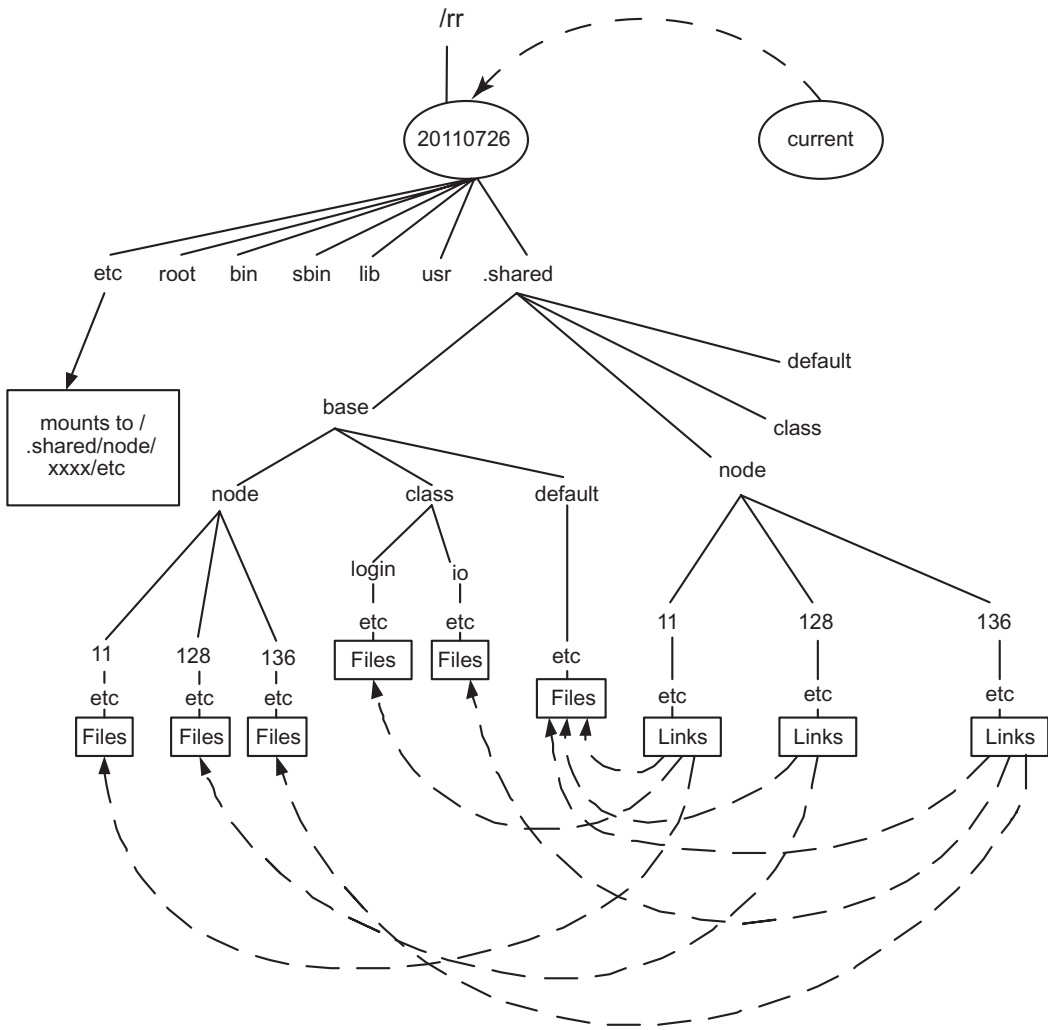 /rr
20110726
current
etc
root
bin
sbin
lib
usr
.shared
mounts to /
.shared/node/
xxxx/etc
base
default
class
node
node
class
default
login
io
etc
etc
Files
Files
11
128
136
etc
etc
etc
Files
Files
Files
etc
Files
11
128
136
etc
etc
etc
Links
Links
Links